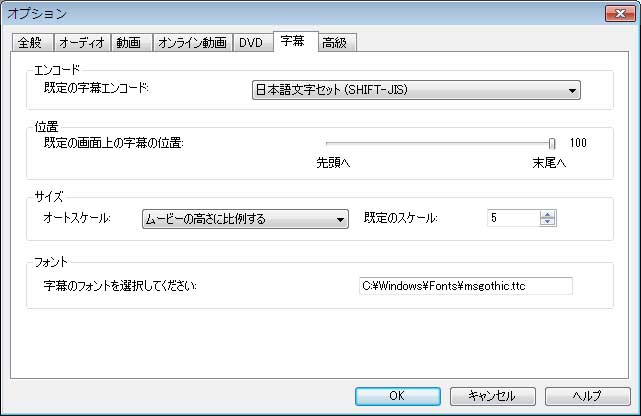 オプション
全般 オーディオ 動画 オンライン動画 DVD 字幕 高級
エンコード
既定の字幕エンコード: 日本語文字セット (SHIFT-JIS)
位置
既定の画面上の字幕の位置: 100
先頭へ 末尾へ
サイズ
オートスケール: ムービーの高さに比例する 既定のスケール: 5
フォント
字幕のフォントを選択してください: C:¥Windows¥Fonts¥msgothic.ttc
OK キャンセル ヘルプ